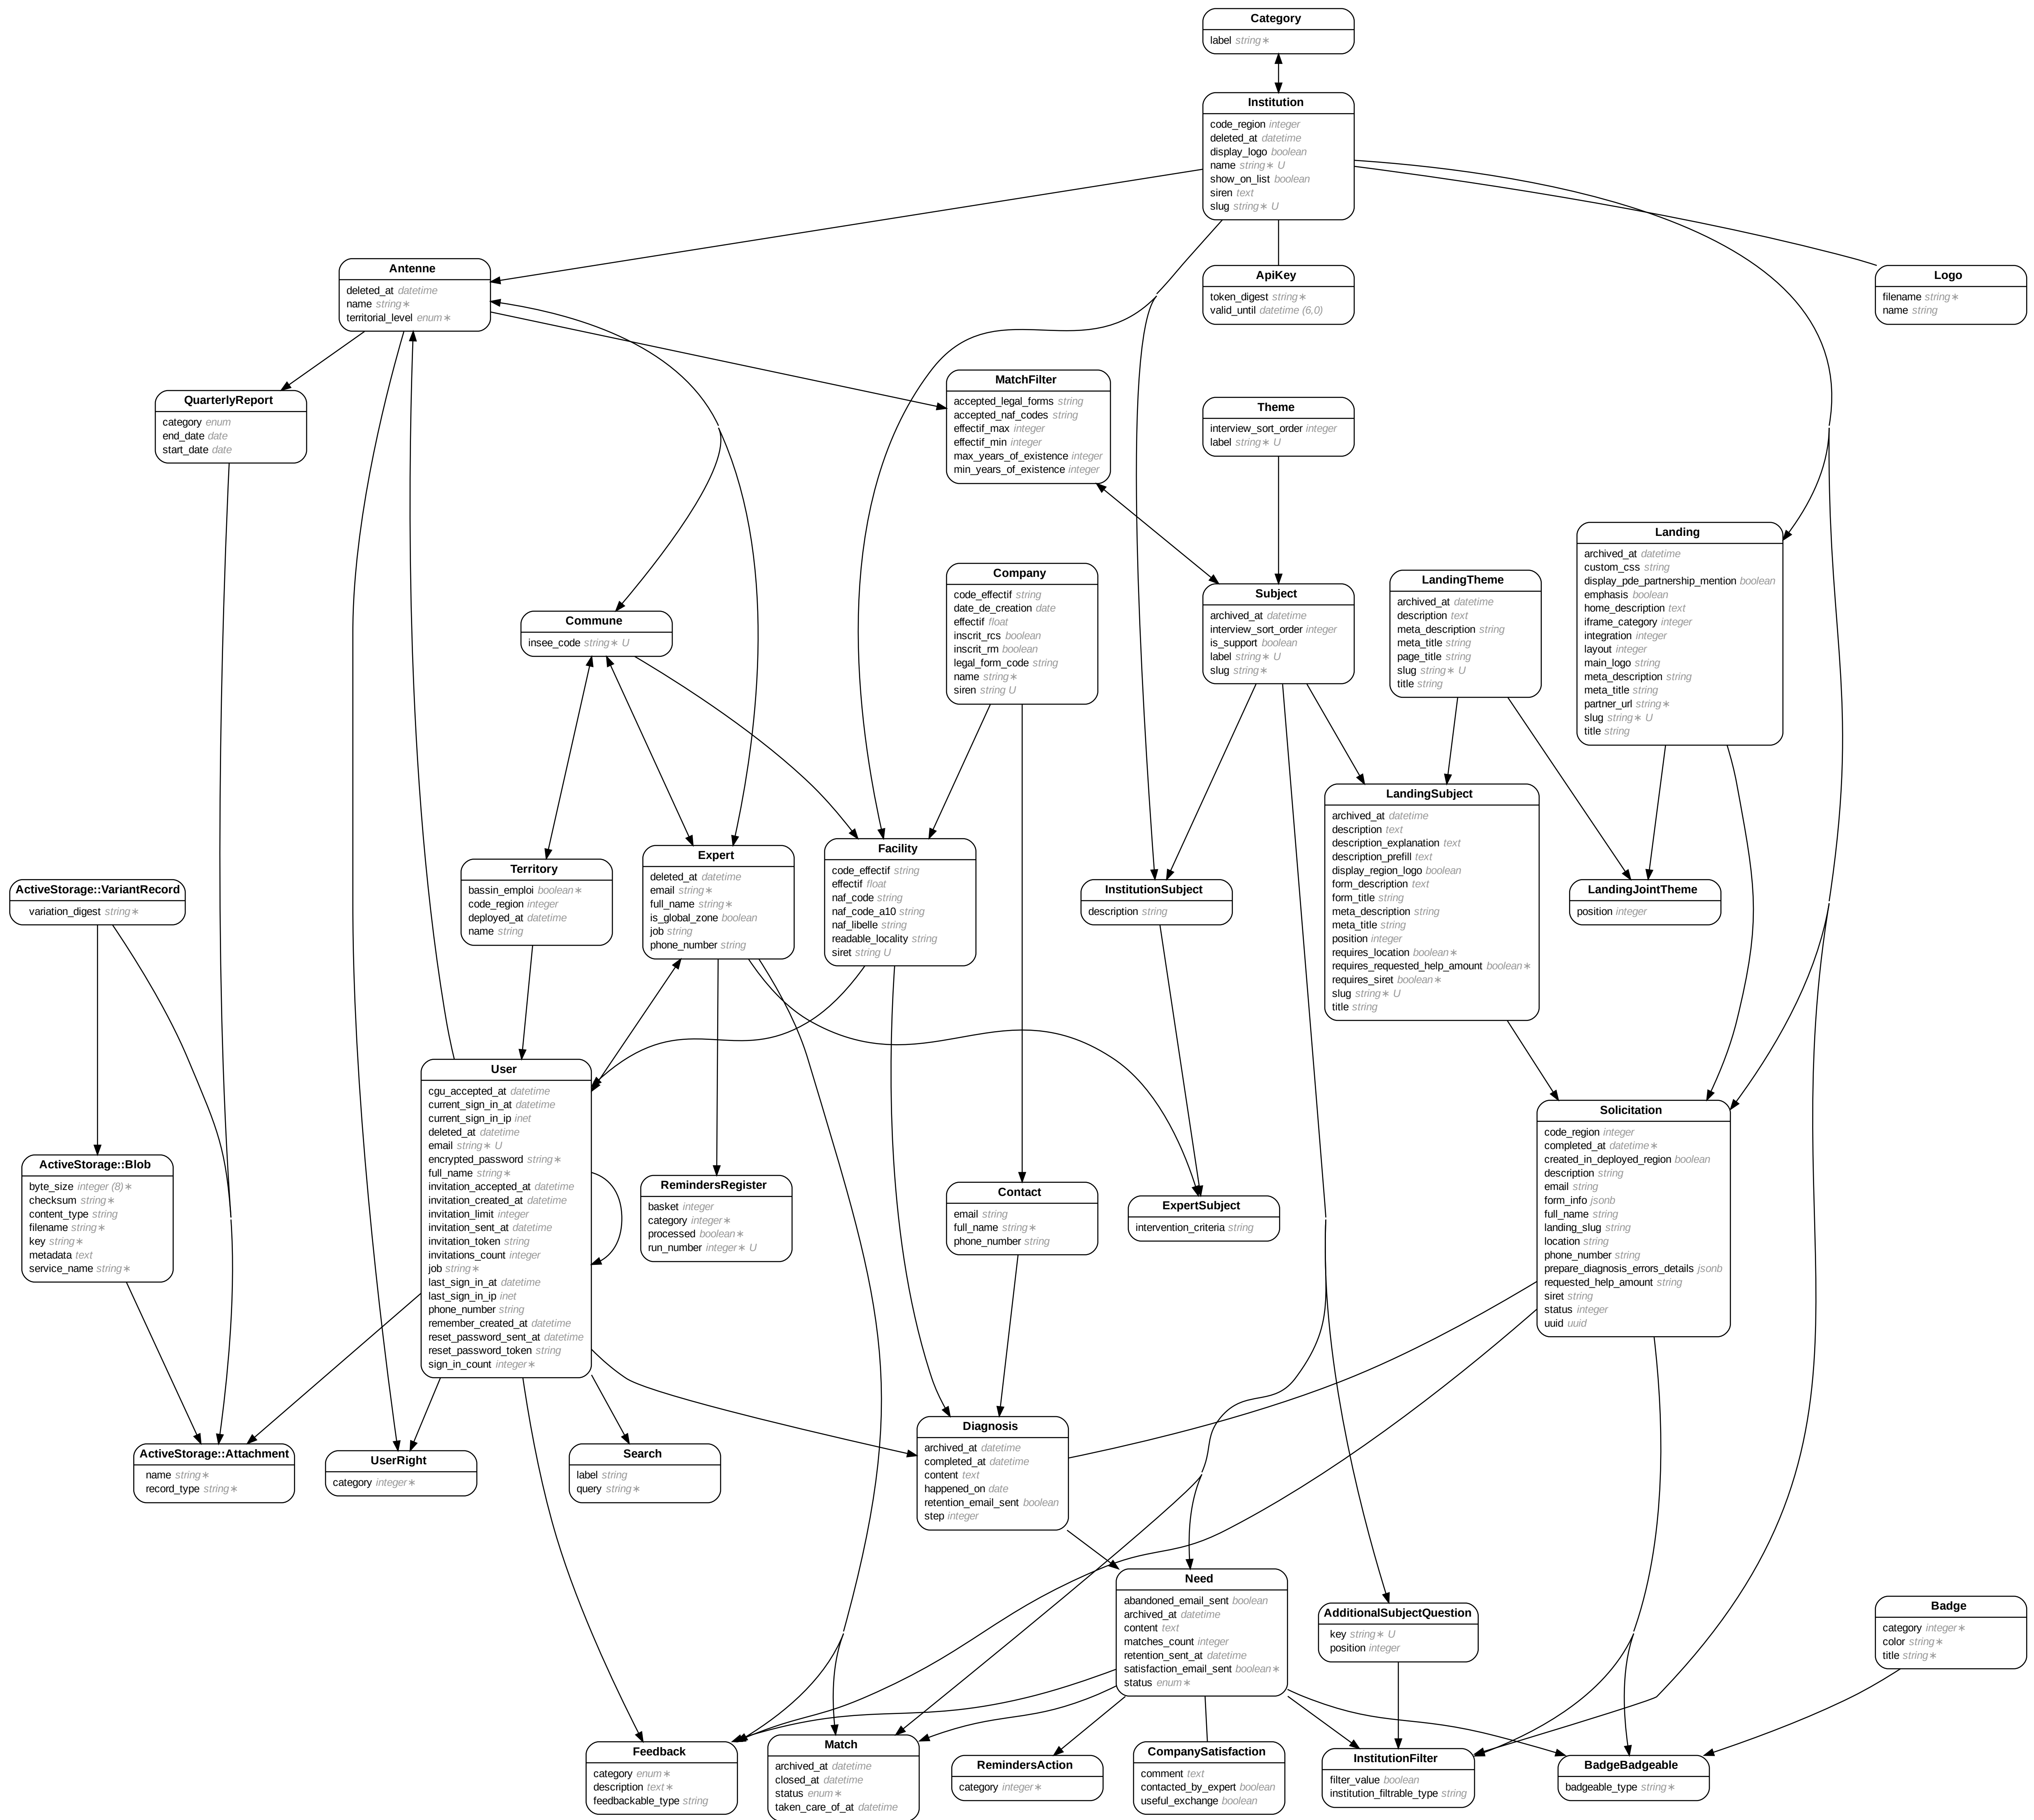 Category
label string∗
Institution
code_region integer
deleted_at datetime
display_logo boolean
name string∗ U
show_on_list boolean
siren text
slug string∗ U
Antenne
deleted_at datetime
name string∗
territorial_level enum∗
ApiKey
token_digest string∗
valid_until datetime (6,0)
Logo
filename string∗
name string
QuarterlyReport
category enum
end_date date
start_date date
MatchFilter
accepted_legal_forms string
accepted_naf_codes string
effectif_max integer
effectif_min integer
max_years_of_existence integer
min_years_of_existence integer
Theme
interview_sort_order integer
label string∗ U
Landing
archived_at datetime
custom_css string
display_pde_partnership_mention boolean
emphasis boolean
home_description text
iframe_category integer
integration integer
layout integer
main_logo string
meta_description string
meta_title string
partner_url string∗
slug string∗ U
title string
Company
code_effectif string
date_de_creation date
effectif float
inscrit_rcs boolean
inscrit_rm boolean
legal_form_code string
name string∗
siren string U
LandingTheme
archived_at datetime
description text
meta_description string
meta_title string
page_title string
slug string∗ U
title string
Subject
archived_at datetime
interview_sort_order integer
is_support boolean
label string∗ U
slug string∗
Commune
insee_code string∗ U
LandingSubject
archived_at datetime
description text
description_explanation text
description_prefill text
display_region_logo boolean
form_description text
form_title string
meta_description string
meta_title string
position integer
requires_location boolean∗
requires_requested_help_amount boolean∗
requires_siret boolean∗
slug string∗ U
title string
Facility
code_effectif string
effectif float
naf_code string
naf_code_a10 string
naf_libelle string
readable_locality string
siret string U
Expert
deleted_at datetime
email string∗
full_name string∗
is_global_zone boolean
job string
phone_number string
Territory
bassin_emploi boolean∗
code_region integer
deployed_at datetime
name string
ActiveStorage::VariantRecord
variation_digest string∗
InstitutionSubject
description string
LandingJointTheme
position integer
User
cgu_accepted_at datetime
current_sign_in_at datetime
current_sign_in_ip inet
deleted_at datetime
email string∗ U
encrypted_password string∗
full_name string∗
invitation_accepted_at datetime
invitation_created_at datetime
invitation_limit integer
invitation_sent_at datetime
invitation_token string
invitations_count integer
job string∗
last_sign_in_at datetime
last_sign_in_ip inet
phone_number string
remember_created_at datetime
reset_password_sent_at datetime
reset_password_token string
sign_in_count integer∗
Solicitation
code_region integer
completed_at datetime∗
created_in_deployed_region boolean
description string
email string
form_info jsonb
full_name string
landing_slug string
location string
phone_number string
prepare_diagnosis_errors_details jsonb
requested_help_amount string
siret string
status integer
uuid uuid
ActiveStorage::Blob
byte_size integer (8)∗
checksum string∗
content_type string
filename string∗
key string∗
metadata text
service_name string∗
RemindersRegister
basket integer
category integer∗
processed boolean∗
run_number integer∗ U
Contact
email string
full_name string∗
phone_number string
ExpertSubject
intervention_criteria string
ActiveStorage::Attachment
name string∗
record_type string∗
UserRight
category integer∗
Search
label string
query string∗
Diagnosis
archived_at datetime
completed_at datetime
content text
happened_on date
retention_email_sent boolean
step integer
Need
abandoned_email_sent boolean
archived_at datetime
content text
matches_count integer
retention_sent_at datetime
satisfaction_email_sent boolean∗
status enum∗
AdditionalSubjectQuestion
key string∗ U
position integer
Badge
category integer∗
color string∗
title string∗
Feedback
category enum∗
description text∗
feedbackable_type string
Match
archived_at datetime
closed_at datetime
status enum∗
taken_care_of_at datetime
RemindersAction
category integer∗
CompanySatisfaction
comment text
contacted_by_expert boolean
useful_exchange boolean
InstitutionFilter
filter_value boolean
institution_filtrable_type string
BadgeBadgeable
badgeable_type string∗